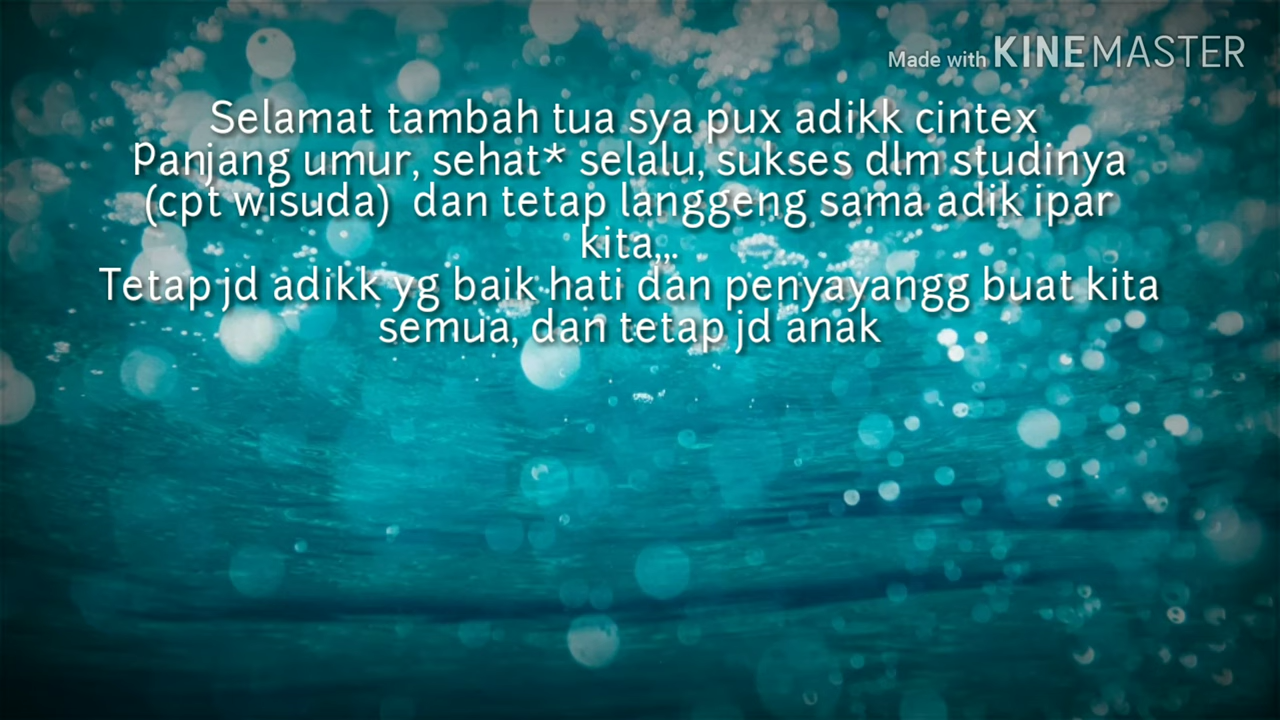 Made with KINEMASTER
Selamat tambah tua sya pux adikk cintex
Panjang umur, sehat* selalu, sukses dlm studinya
(cpt wisuda) dan tetap langgeng sama adik ipar
kita,,,
Tetap jd adikk yg baik hati dan penyayangg buat kita
semua, dan tetap jd anak